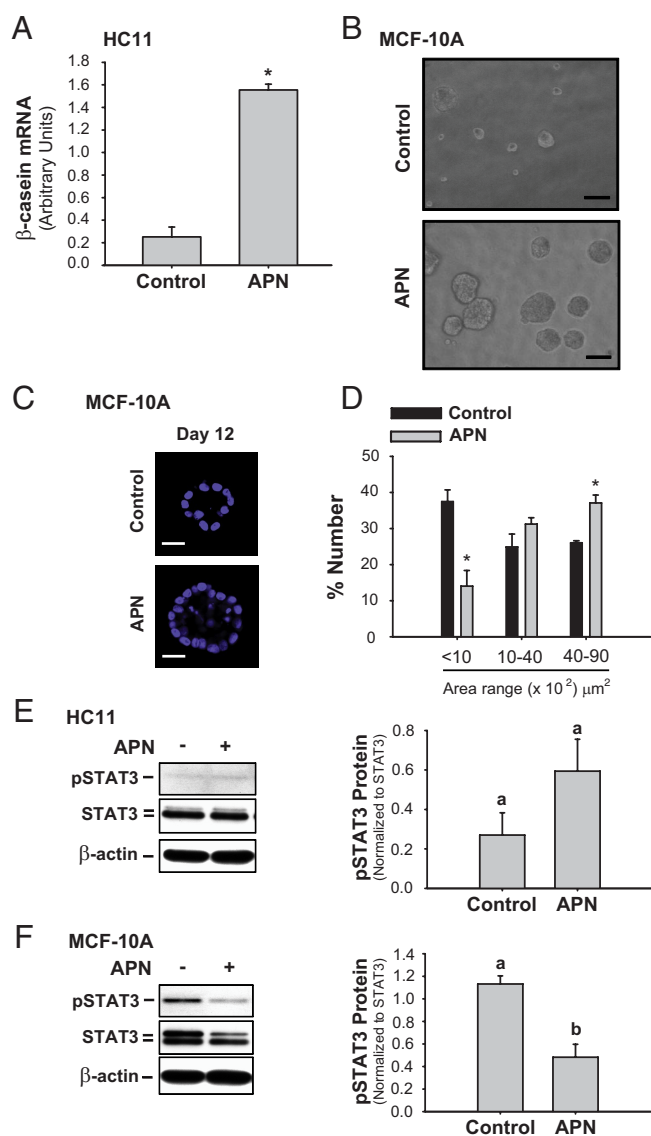 A
HC11
β-casein mRNA
(Arbitrary Units)
1.8
1.6
1.4
1.2
1.0
0.8
0.6
0.4
0.2
0.0
*
Control
APN
B
MCF-10A
Control
APN
C
MCF-10A
Day 12
Control
APN
D
Control
APN
% Number
50
40
30
20
10
0
*
*
<10
10-40
40-90
Area range (x 10²) μm²
E
HC11
APN - +
pSTAT3
STAT3
β-actin
pSTAT3 Protein
(Normalized to STAT3)
0.8
0.6
0.4
0.2
0.0
a
a
Control
APN
F
MCF-10A
APN - +
pSTAT3
STAT3
β-actin
pSTAT3 Protein
(Normalized to STAT3)
1.4
1.2
1.0
0.8
0.6
0.4
0.2
0.0
a
b
Control
APN